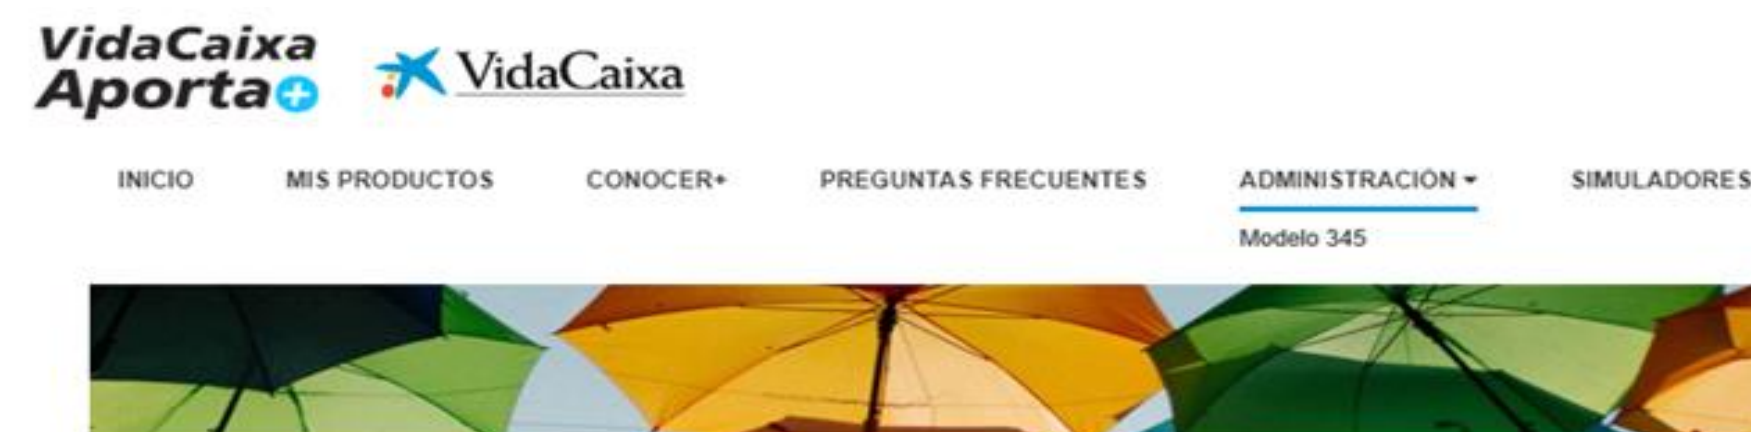 VidaCaixa
Aporta+
VidaCaixa
INICIO MIS PRODUCTOS CONOCER+ PREGUNTAS FRECUENTES ADMINISTRACIÓN SIMULADORES
Modelo 345